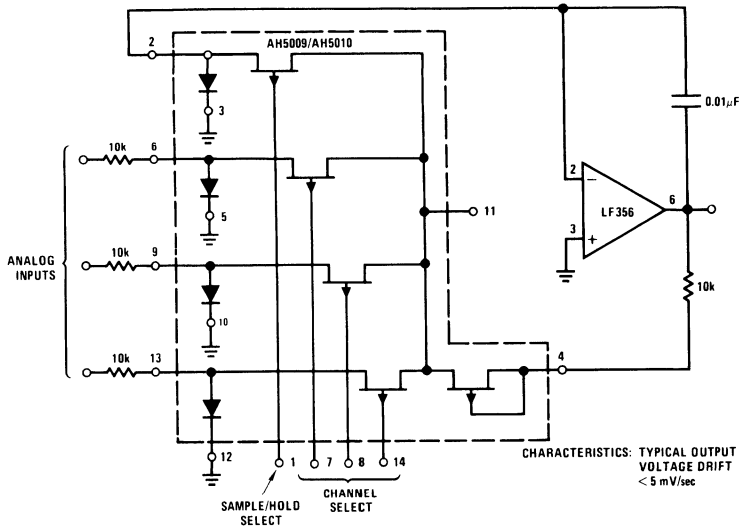 2
AH5009/AH5010
3
0.01μF
10k
6
5
2
6
LF356
3
11
ANALOG
INPUTS
10k
9
10
10k
10k
13
4
12
1
7
8
14
CHARACTERISTICS: TYPICAL OUTPUT
VOLTAGE DRIFT
< 5 mV/sec
SAMPLE/HOLD
SELECT
CHANNEL
SELECT